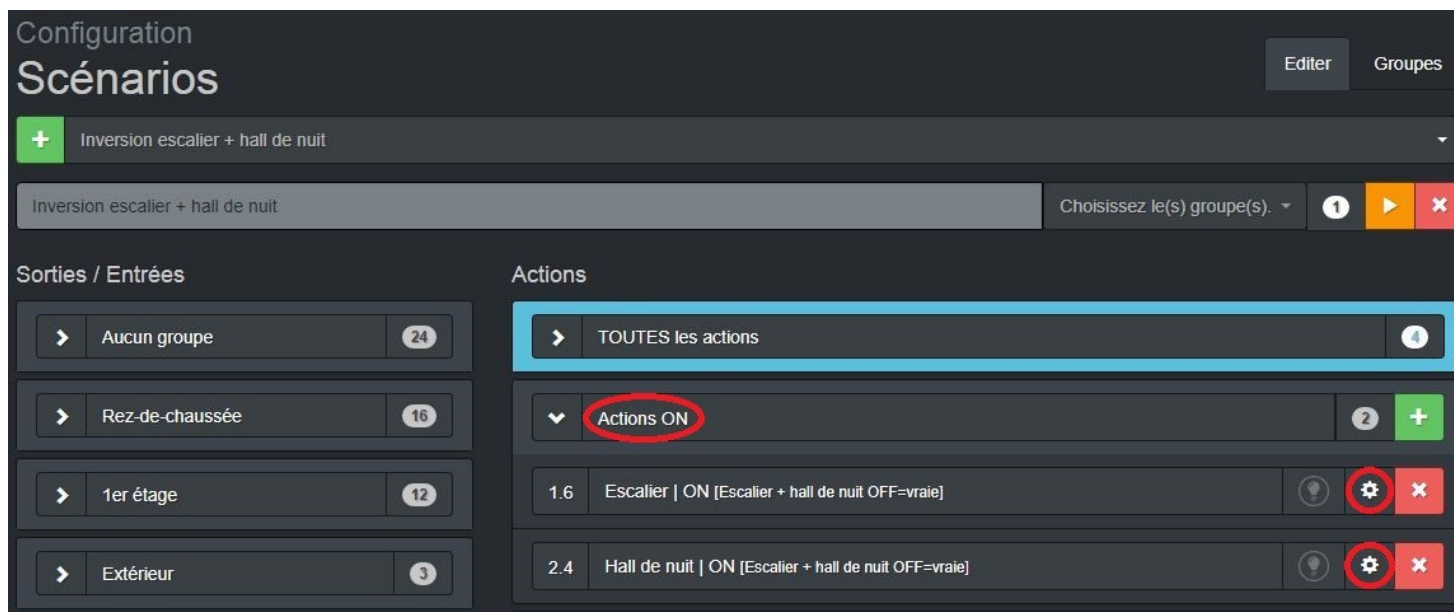 Configuration
Scénarios
Editer Groupes
Inversion escalier + hall de nuit
Inversion escalier + hall de nuit Choisissez le(s) groupe(s). 1
Sorties / Entrées
Aucun groupe 24
Rez-de-chaussée 16
1er étage 12
Extérieur 3
Actions
TOUTES les actions 4
Actions ON 2
1.6 Escalier | ON [Escalier + hall de nuit OFF=vraie]
2.4 Hall de nuit | ON [Escalier + hall de nuit OFF=vraie]